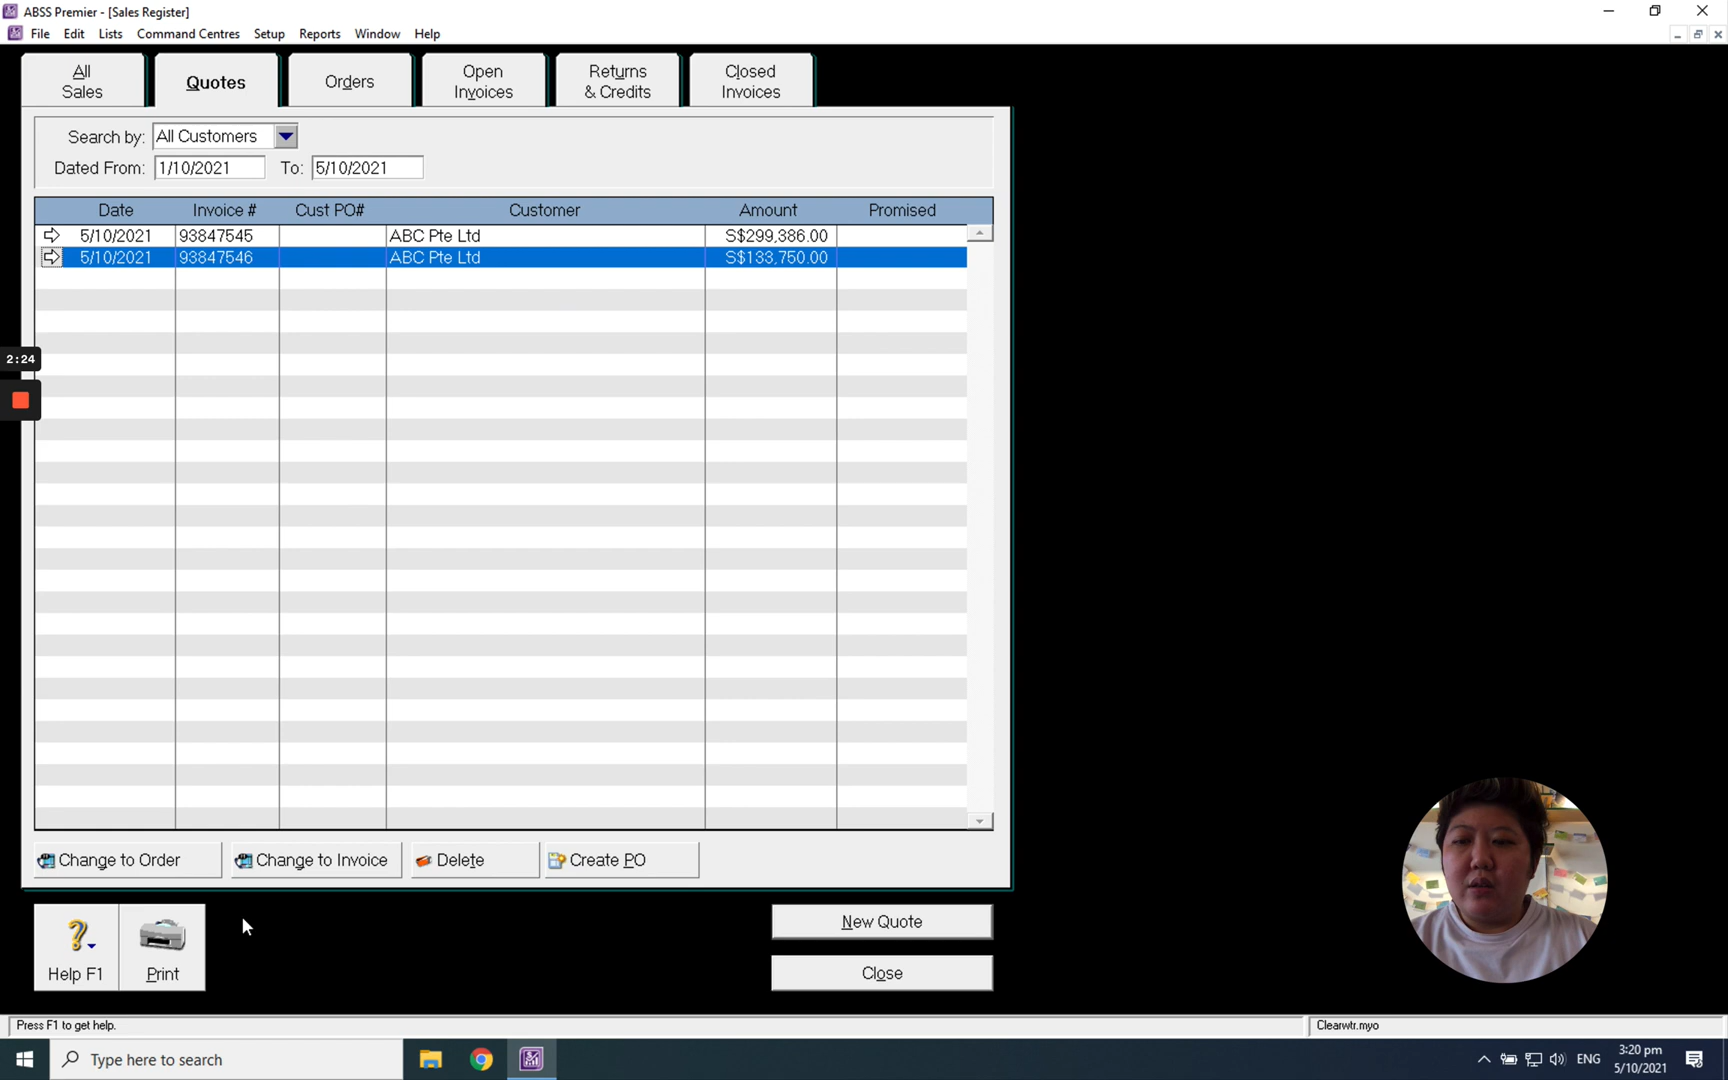 ABSS Premier - [Sales Register]
File Edit Lists Command Centres Setup Reports Window Help
All Sales
Quotes
Orders
Open Invoices
Returns & Credits
Closed Invoices
Search by: All Customers
Dated From: 1/10/2021 To: 5/10/2021
Date Invoice # Cust PO# Customer Amount Promised
5/10/2021 93847545 ABC Pte Ltd S$299,386.00
5/10/2021 93847546 ABC Pte Ltd S$133,750.00
2:24
Change to Order Change to Invoice Delete Create PO
Help F1 Print
New Quote
Close
Press F1 to get help. Clearwtr.myo
Type here to search
ENG
3:20 pm
5/10/2021